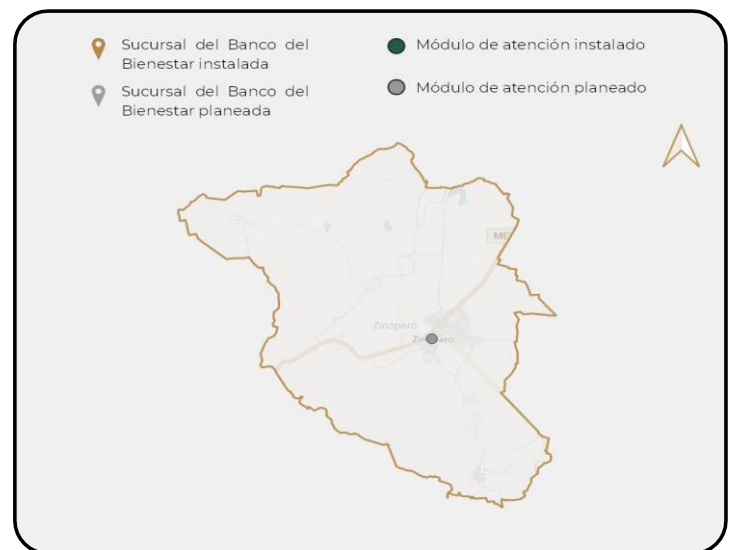 Sucursal del Banco del
Bienestar instalada
Sucursal del Banco del
Bienestar planeada
Módulo de atención instalado
Módulo de atención planeado
Zináparo